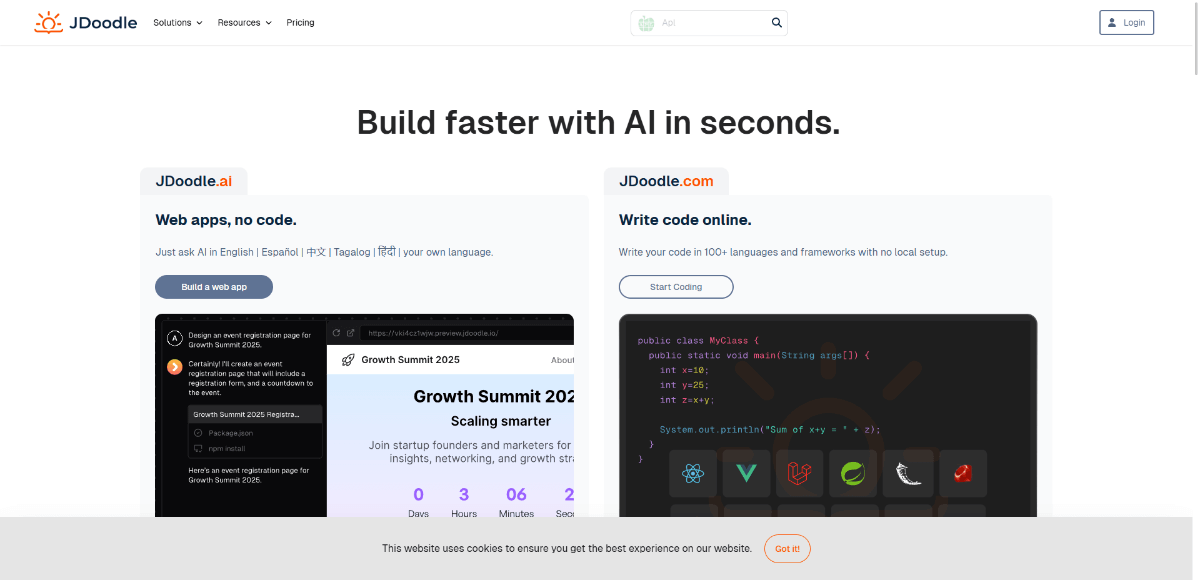 JDoodle
Solutions
Resources
Pricing
Api
Login
Build faster with AI in seconds.
JDoodle.ai
Web apps, no code.
Just ask AI in English | Español | 中文 | Tagalog | हिंदी | your own language.
Build a web app
A
Design an event registration page for
Growth Summit 2025.
Certainly! I'll create an event
registration page that will include a
registration form, and a countdown to
the event.
Growth Summit 2025 Registra...
Package.json
npm install
Here's an event registration page for
Growth Summit 2025.
https://vki4cz1wjw.preview.jdoodle.io/
Growth Summit 2025
About
Growth Summit 202
Scaling smarter
Join startup founders and marketers for
insights, networking, and growth stra
0 3 06 2
Days Hours Minutes Seco
JDoodle.com
Write code online.
Write your code in 100+ languages and frameworks with no local setup.
Start Coding
public class MyClass {
public static void main(String args[]) {
int x=10;
int y=25;
int z=x+y;
System.out.println("Sum of x+y = " + z);
}
}
This website uses cookies to ensure you get the best experience on our website.
Got it!